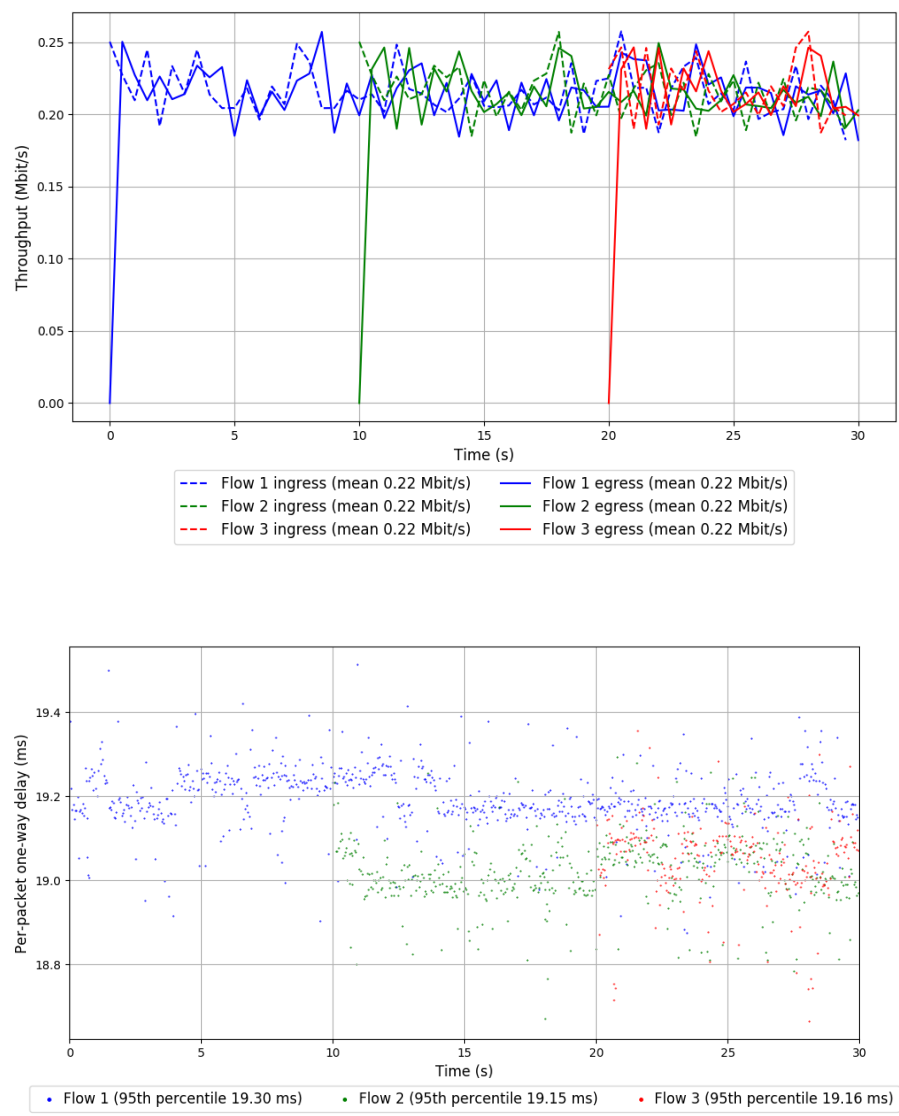 0.25
0.20
0.15
0.10
0.05
0.00
Throughput (Mbit/s)
0 5 10 15 20 25 30
Time (s)
Flow 1 ingress (mean 0.22 Mbit/s) Flow 1 egress (mean 0.22 Mbit/s)
Flow 2 ingress (mean 0.22 Mbit/s) Flow 2 egress (mean 0.22 Mbit/s)
Flow 3 ingress (mean 0.22 Mbit/s) Flow 3 egress (mean 0.22 Mbit/s)
19.4
19.2
19.0
18.8
Per-packet one-way delay (ms)
0 5 10 15 20 25 30
Time (s)
Flow 1 (95th percentile 19.30 ms) Flow 2 (95th percentile 19.15 ms) Flow 3 (95th percentile 19.16 ms)